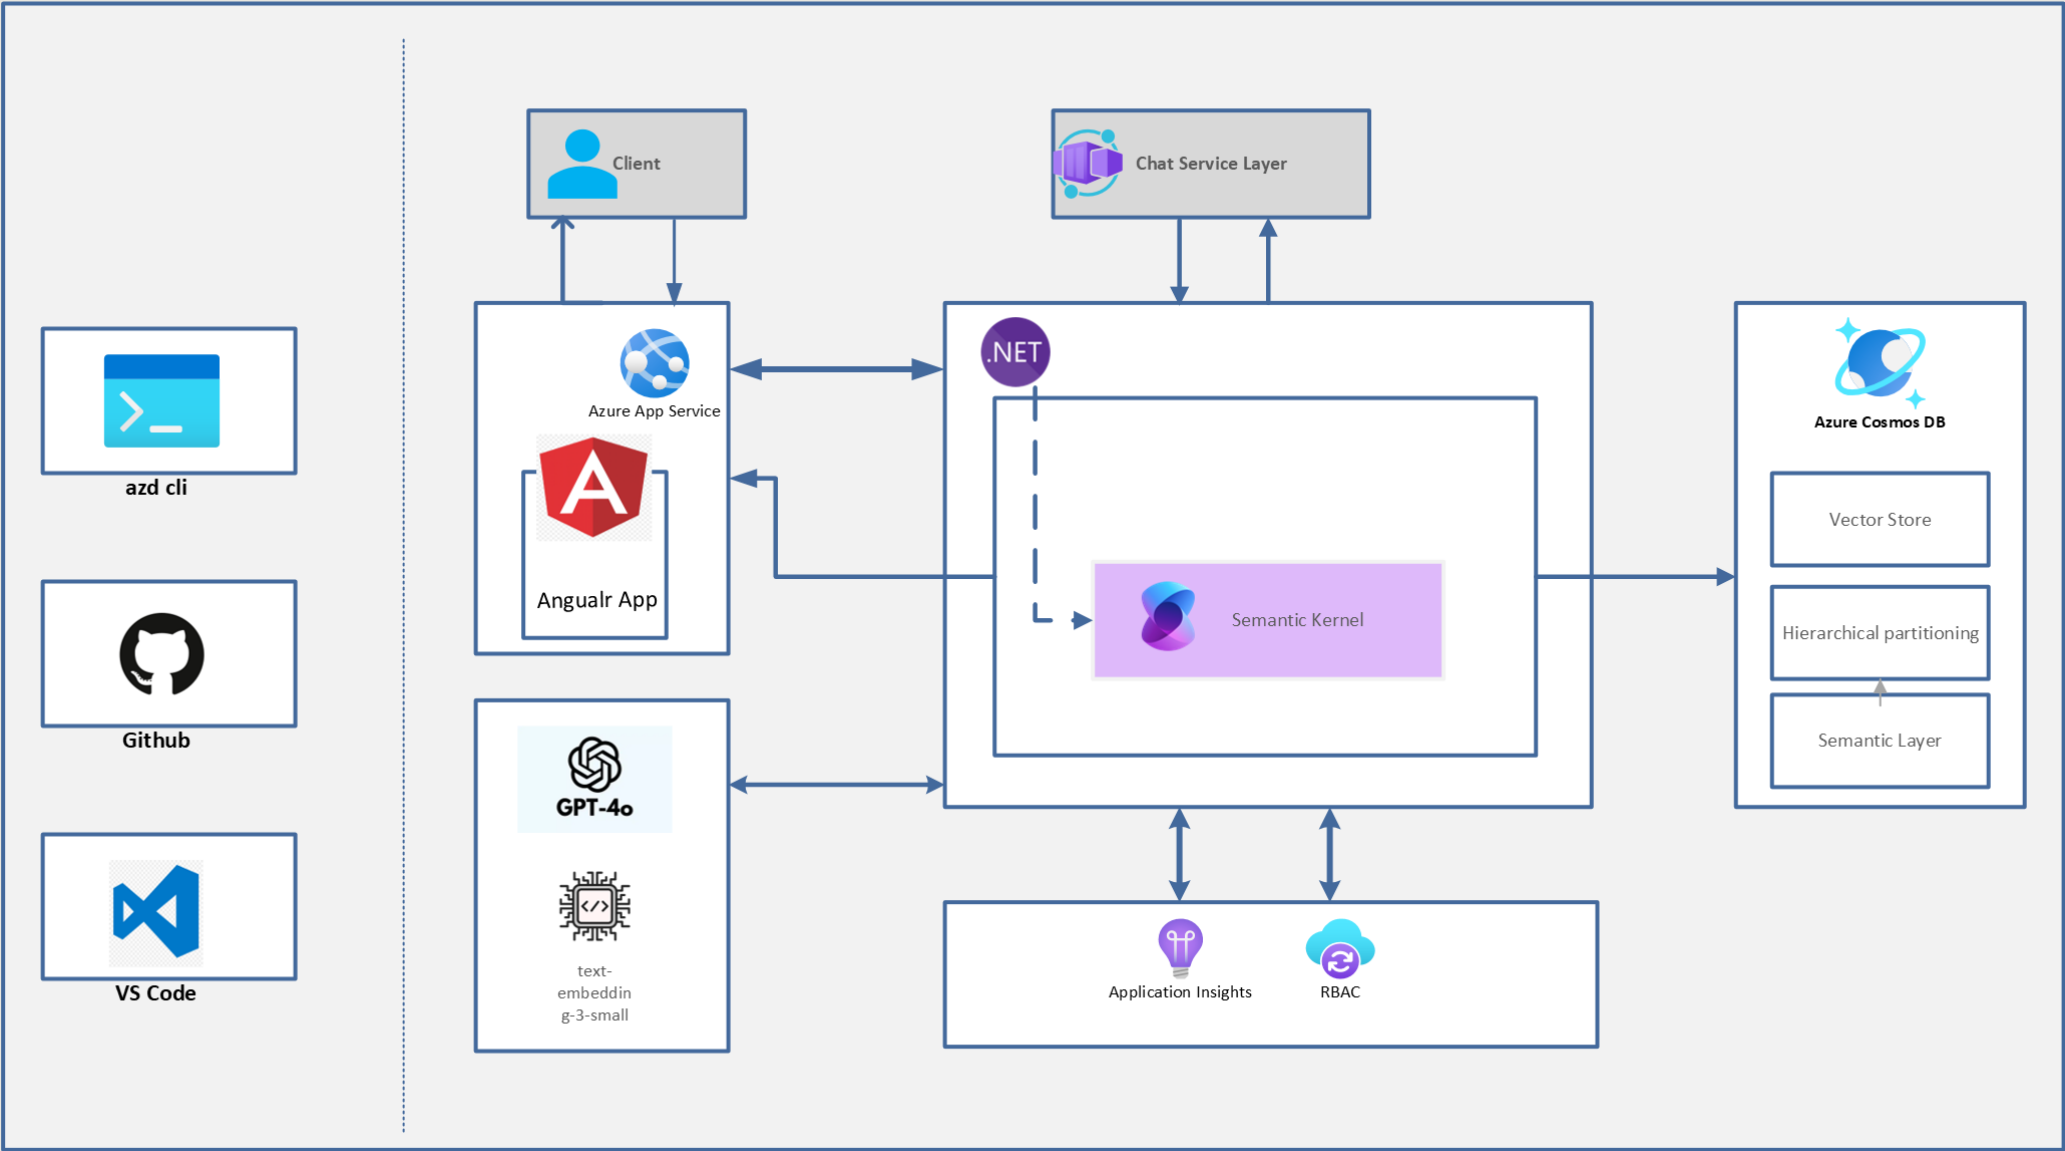 Client
Chat Service Layer
azd cli
Github
VS Code
Azure App Service
Angualr App
.NET
Semantic Kernel
Azure Cosmos DB
Vector Store
Hierarchical partitioning
Semantic Layer
GPT-4o
</>
text-
embeddin
g-3-small
Application Insights
RBAC